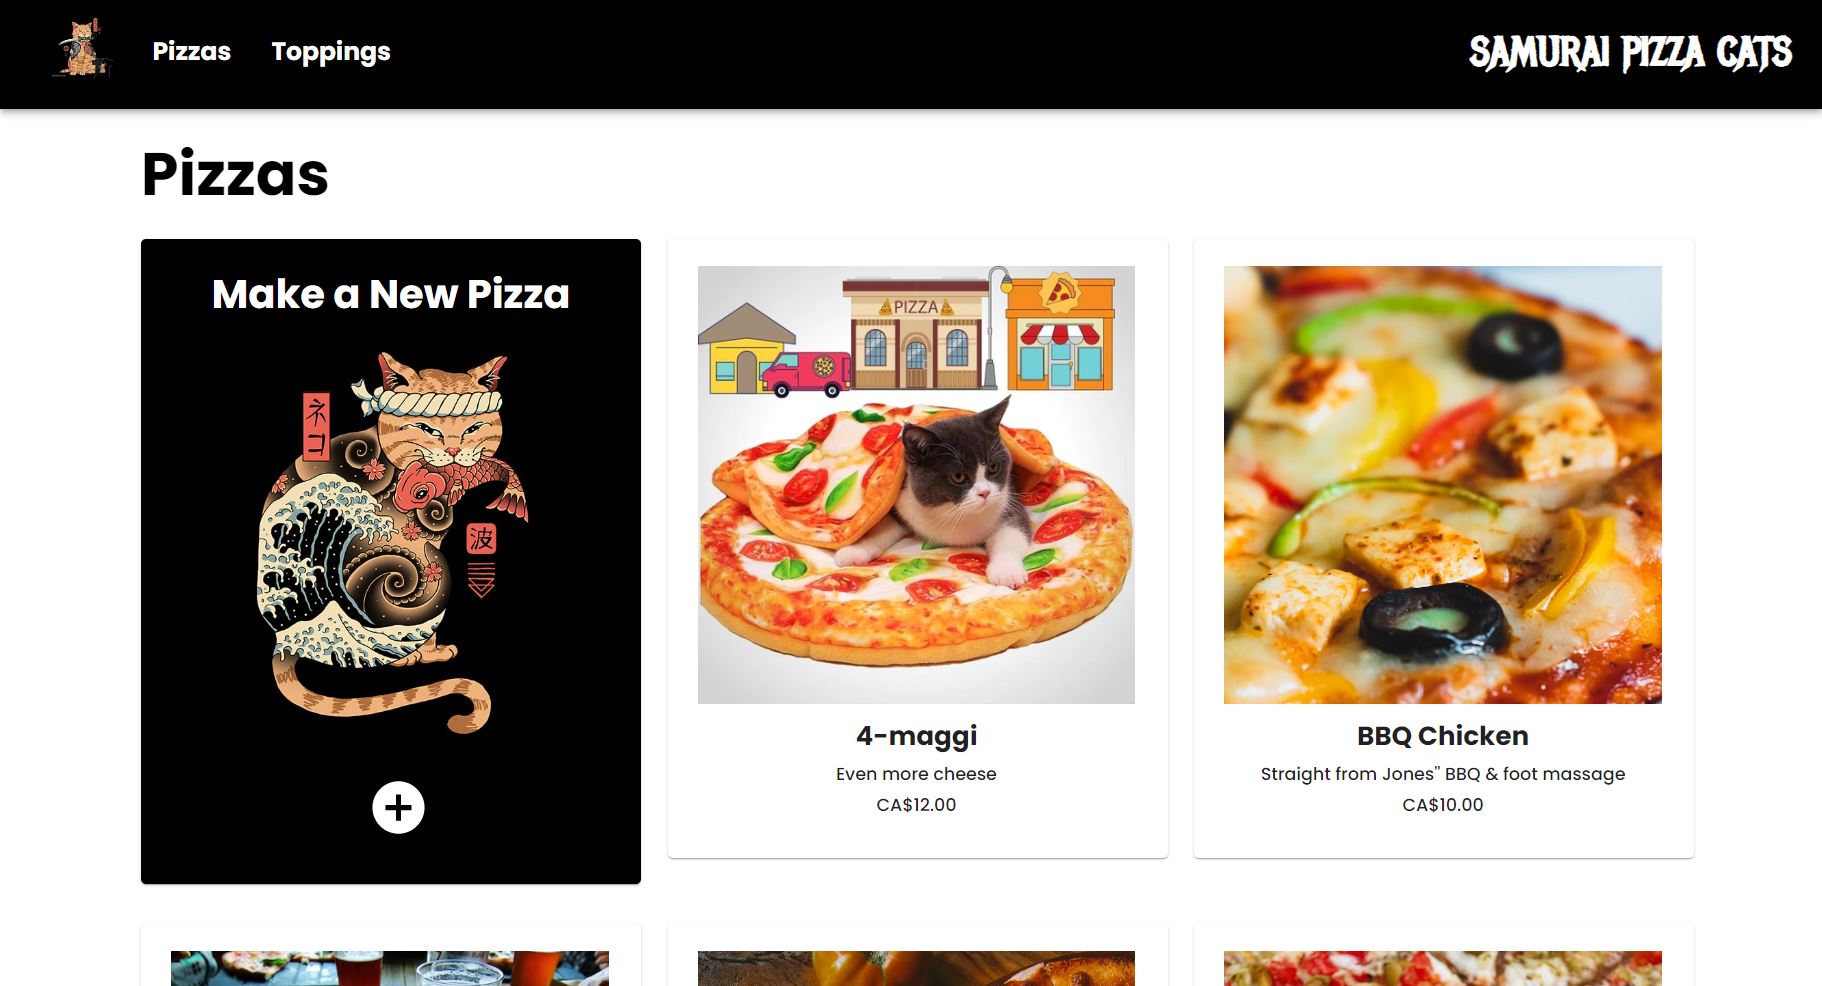 Pizzas
Toppings
SAMURAI PIZZA CATS
Pizzas
Make a New Pizza
ネコ
波
PIZZA
4-maggi
Even more cheese
CA$12.00
BBQ Chicken
Straight from Jones" BBQ & foot massage
CA$10.00